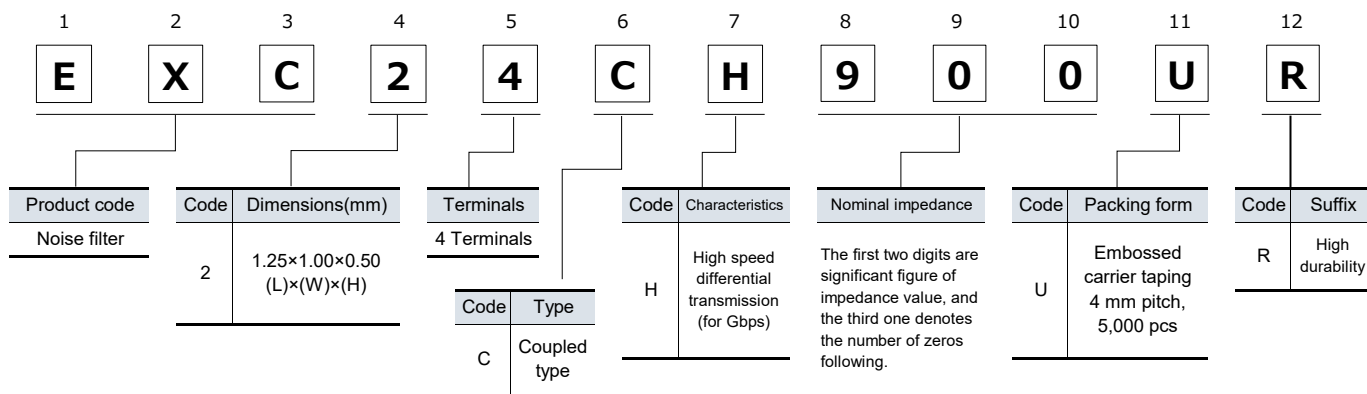 1 2 3 4 5 6 7 8 9 10 11 12
E X C 2 4 C H 9 0 0 U R
Product code
Noise filter
Code Dimensions(mm)
2
1.25×1.00×0.50
(L)×(W)×(H)
Terminals
4 Terminals
Code Type
C
Coupled
type
Code Characteristics
H
High speed
differential
transmission
(for Gbps)
Nominal impedance
The first two digits are
significant figure of
impedance value, and
the third one denotes
the number of zeros
following.
Code Packing form
U
Embossed
carrier taping
4 mm pitch,
5,000 pcs
Code Suffix
R
High
durability